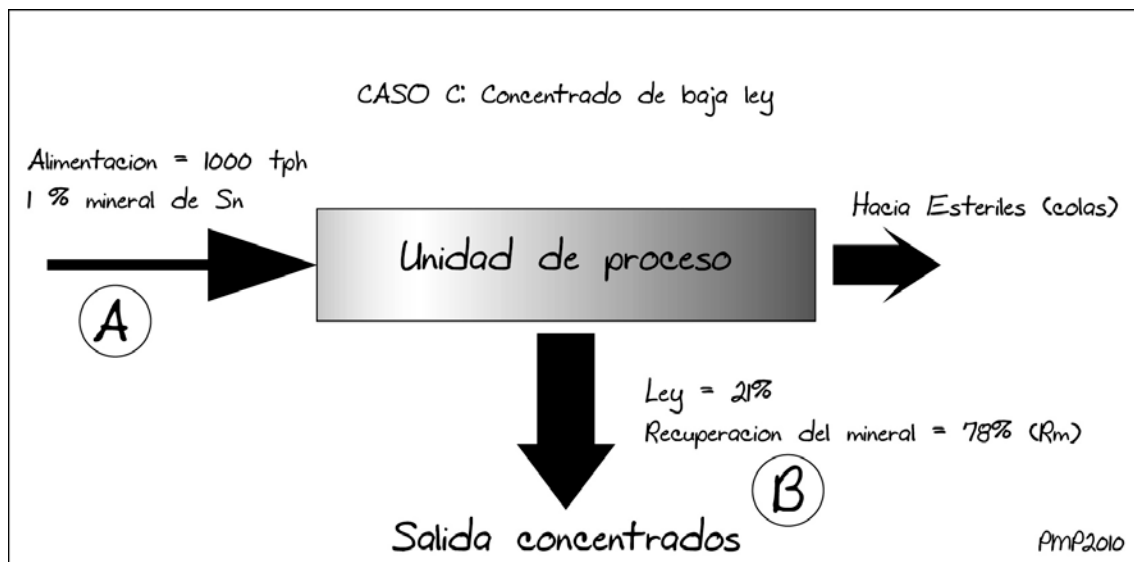 CASO C: Concentrado de baja ley
Alimentacion = 1000 tph
1 % mineral de Sn
Hacia Esteriles (colas)
Unidad de proceso
A
Ley = 21%
Recuperacion del mineral = 78% (Rm)
B
Salida concentrados
PMP2010